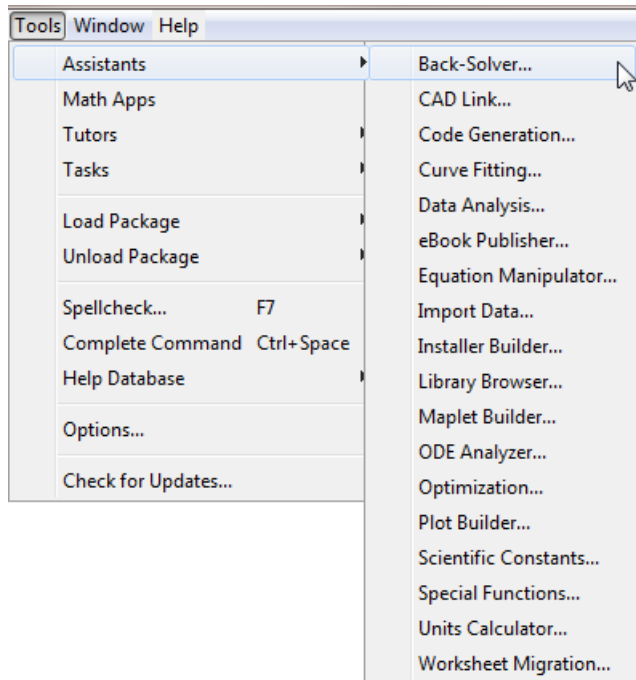 Tools Window Help
Assistants
Math Apps
Tutors
Tasks
Load Package
Unload Package
Spellcheck... F7
Complete Command Ctrl+Space
Help Database
Options...
Check for Updates...
Back-Solver...
CAD Link...
Code Generation...
Curve Fitting...
Data Analysis...
eBook Publisher...
Equation Manipulator...
Import Data...
Installer Builder...
Library Browser...
Maplet Builder...
ODE Analyzer...
Optimization...
Plot Builder...
Scientific Constants...
Special Functions...
Units Calculator...
Worksheet Migration...